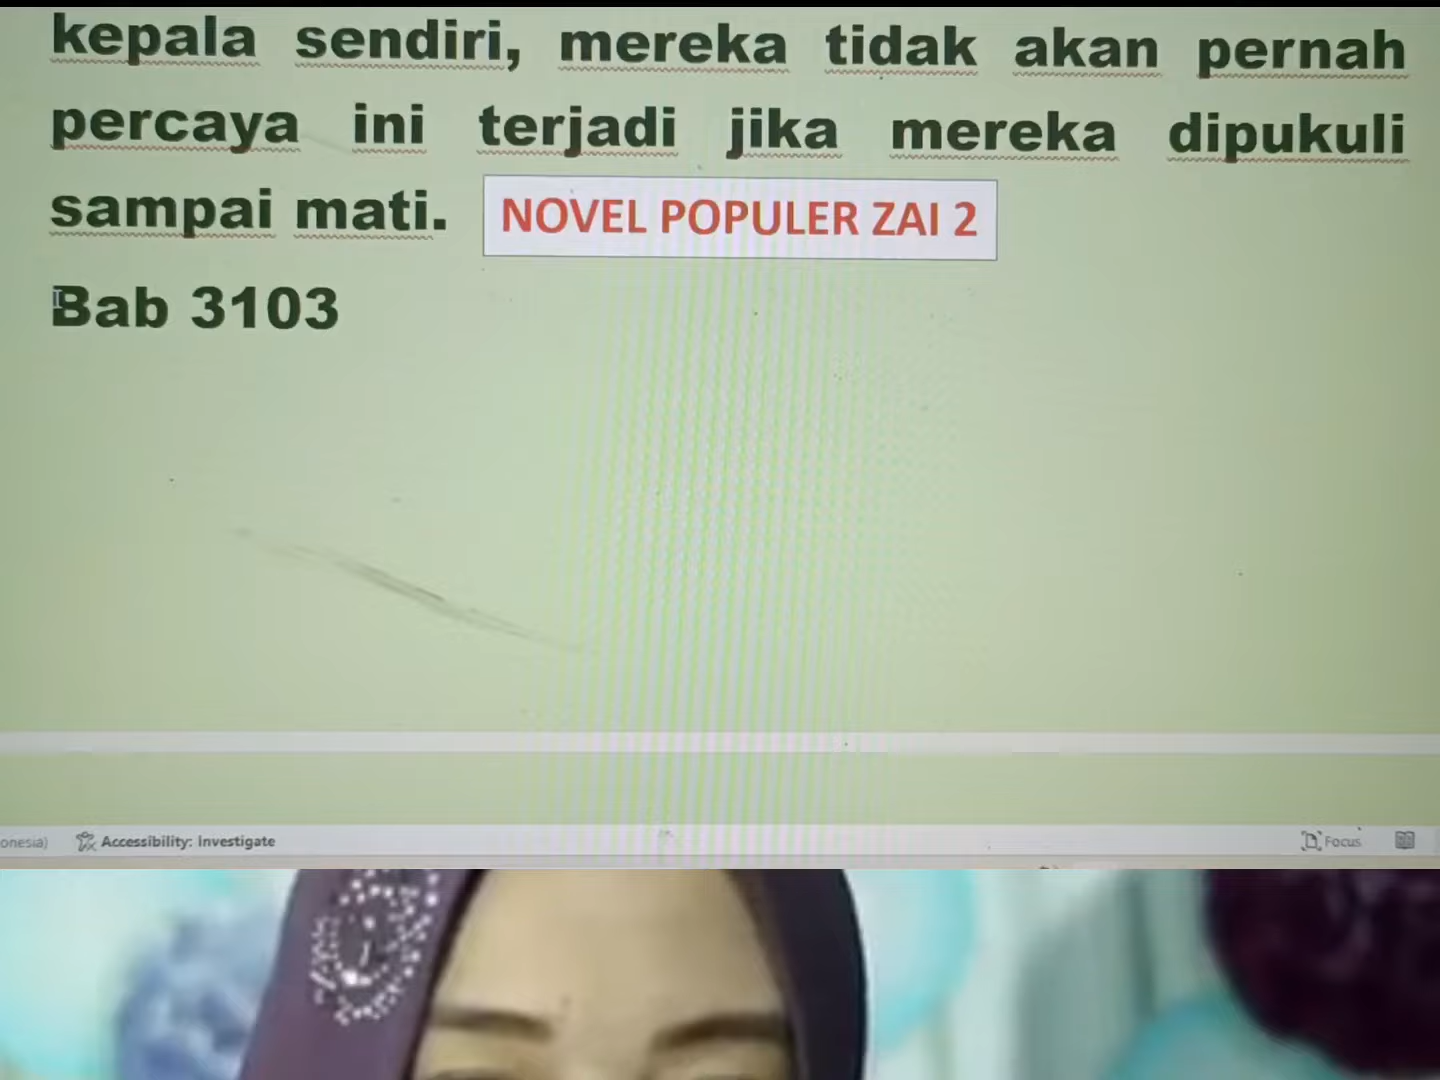 kepala sendiri, mereka tidak akan pernah
percaya ini terjadi jika mereka dipukuli
sampai mati. NOVEL POPULER ZAI 2
Bab 3103
onesia) Accessibility: Investigate Focus